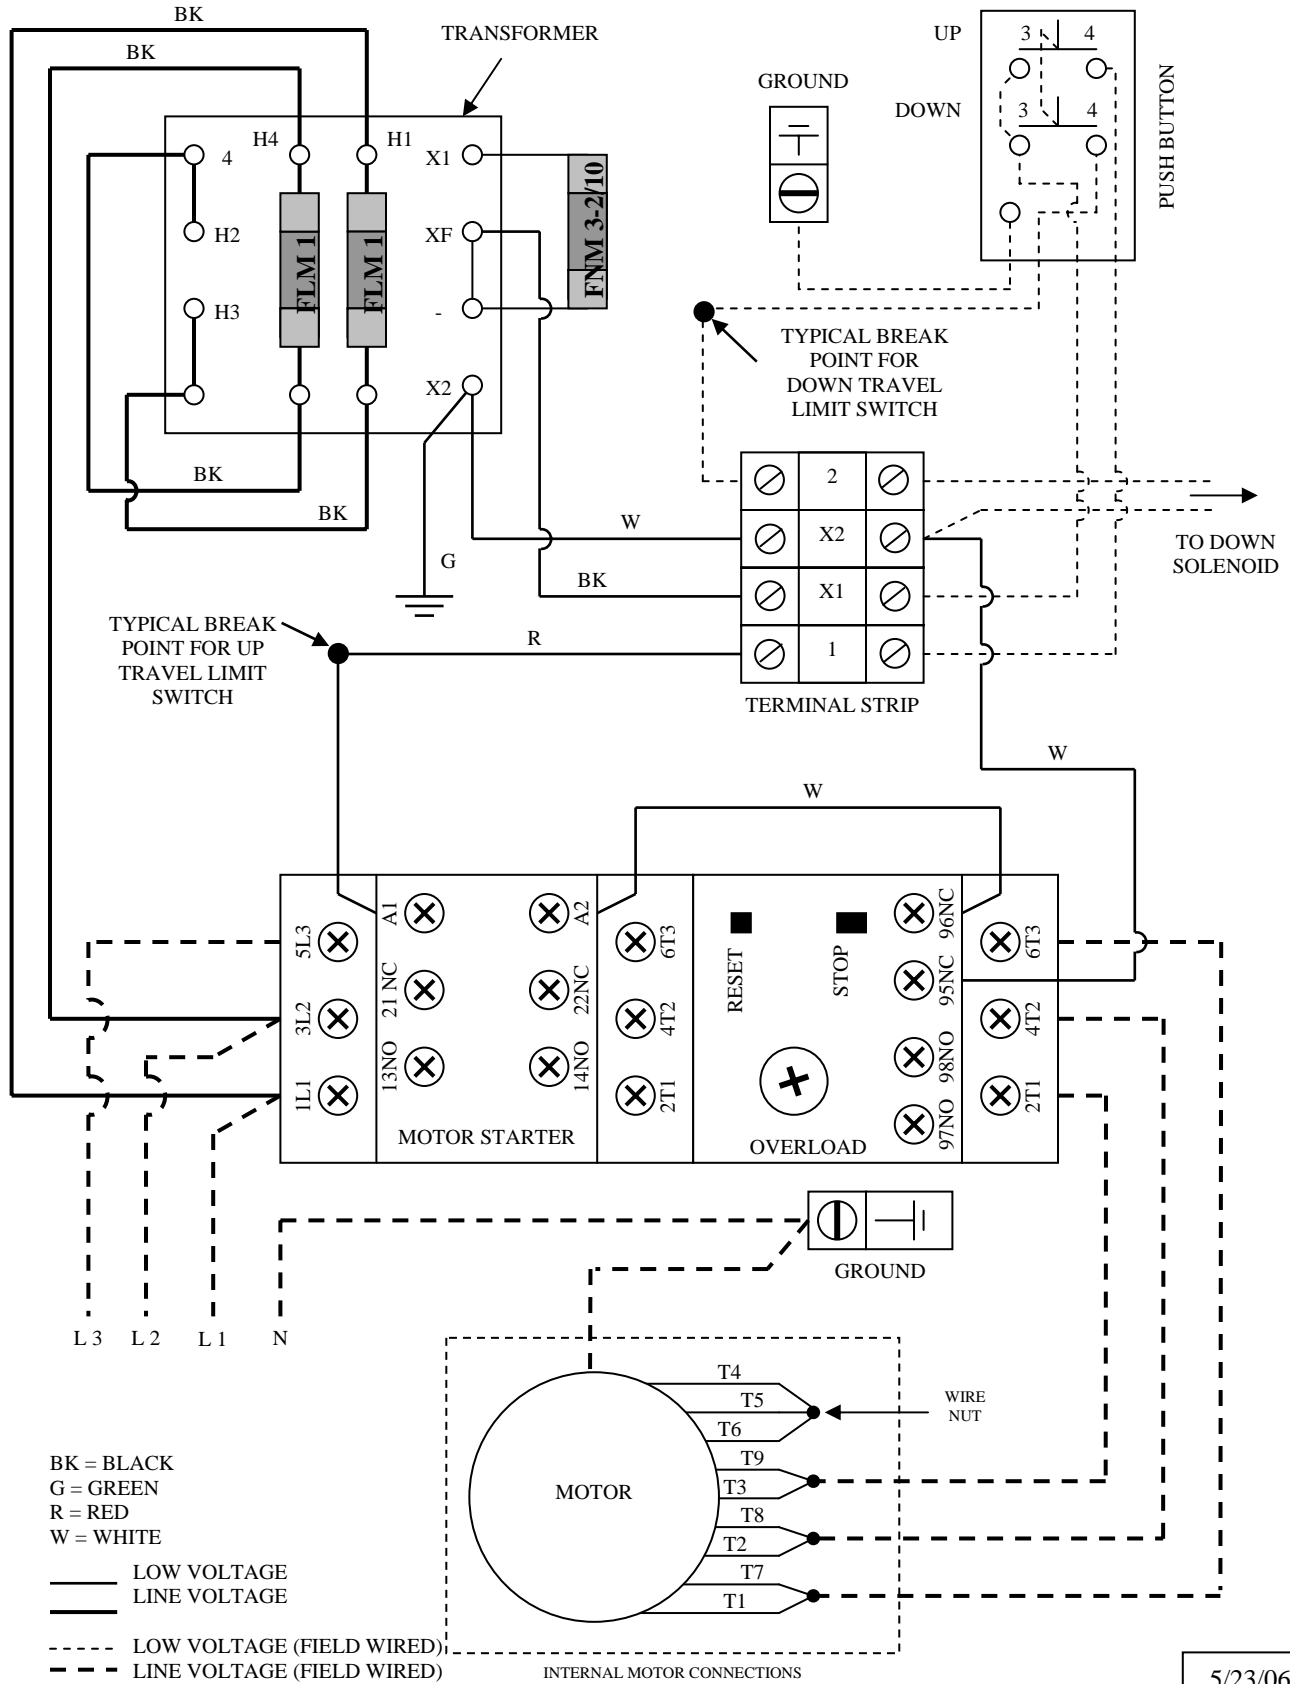 BK
BK
TRANSFORMER
GROUND
UP
3 4
DOWN
3 4
PUSH BUTTON
4
H4
H1
X1
H2
XF
H3
-
X2
FLM 1
FLM 1
FNM 3-2/10
TYPICAL BREAK
POINT FOR
DOWN TRAVEL
LIMIT SWITCH
BK
BK
W
G
BK
R
2
X2
X1
1
TERMINAL STRIP
TO DOWN
SOLENOID
TYPICAL BREAK
POINT FOR UP
TRAVEL LIMIT
SWITCH
W
W
5L3
3L2
1L1
A1
21 NC
13NO
A2
22NC
14NO
MOTOR STARTER
6T3
4T2
2T1
RESET
STOP
OVERLOAD
96NC
95NC
98NO
97NO
6T3
4T2
2T1
GROUND
L 3
L 2
L 1
N
T4
T5
T6
T9
T3
T8
T2
T7
T1
MOTOR
WIRE
NUT
BK = BLACK
G = GREEN
R = RED
W = WHITE
LOW VOLTAGE
LINE VOLTAGE
LOW VOLTAGE (FIELD WIRED)
LINE VOLTAGE (FIELD WIRED)
INTERNAL MOTOR CONNECTIONS
5/23/06